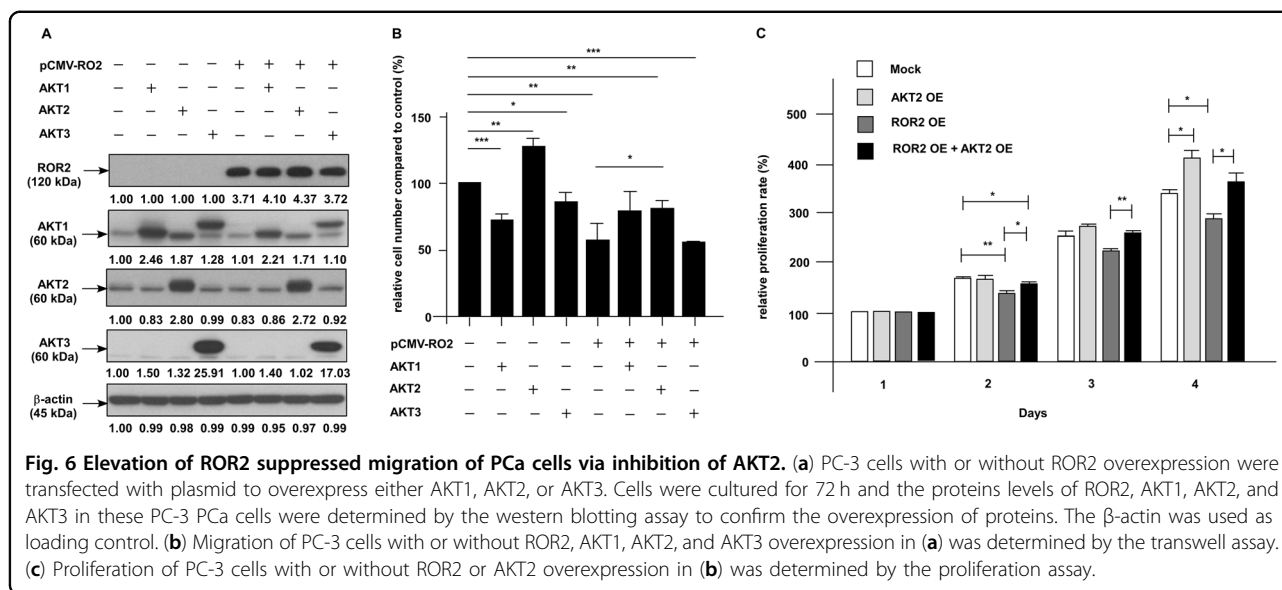 A
pCMV-RO2 – – – – + + + +
AKT1 – + – – – + – –
AKT2 – – + – – – + –
AKT3 – – – + – – – +
ROR2
(120 kDa)
1.00 1.00 1.00 1.00 3.71 4.10 4.37 3.72
AKT1
(60 kDa)
1.00 2.46 1.87 1.28 1.01 2.21 1.71 1.10
AKT2
(60 kDa)
1.00 0.83 2.80 0.99 0.83 0.86 2.72 0.92
AKT3
(60 kDa)
1.00 1.50 1.32 25.91 1.00 1.40 1.02 17.03
β-actin
(45 kDa)
1.00 0.99 0.98 0.99 0.99 0.95 0.97 0.99
B
relative cell number compared to control (%)
***
**
**
*
**
***
*
150
100
50
0
pCMV-RO2 – – – – + + + +
AKT1 – + – – – + – –
AKT2 – – + – – – + –
AKT3 – – – + – – – +
C
Mock
AKT2 OE
ROR2 OE
ROR2 OE + AKT2 OE
relative proliferation rate (%)
500
400
300
200
100
0
*
**
*
**
*
*
*
1 2 3 4
Days
Fig. 6 Elevation of ROR2 suppressed migration of PCa cells via inhibition of AKT2. (a) PC-3 cells with or without ROR2 overexpression were
transfected with plasmid to overexpress either AKT1, AKT2, or AKT3. Cells were cultured for 72 h and the proteins levels of ROR2, AKT1, AKT2, and
AKT3 in these PC-3 PCa cells were determined by the western blotting assay to confirm the overexpression of proteins. The β-actin was used as
loading control. (b) Migration of PC-3 cells with or without ROR2, AKT1, AKT2, and AKT3 overexpression in (a) was determined by the transwell assay.
(c) Proliferation of PC-3 cells with or without ROR2 or AKT2 overexpression in (b) was determined by the proliferation assay.